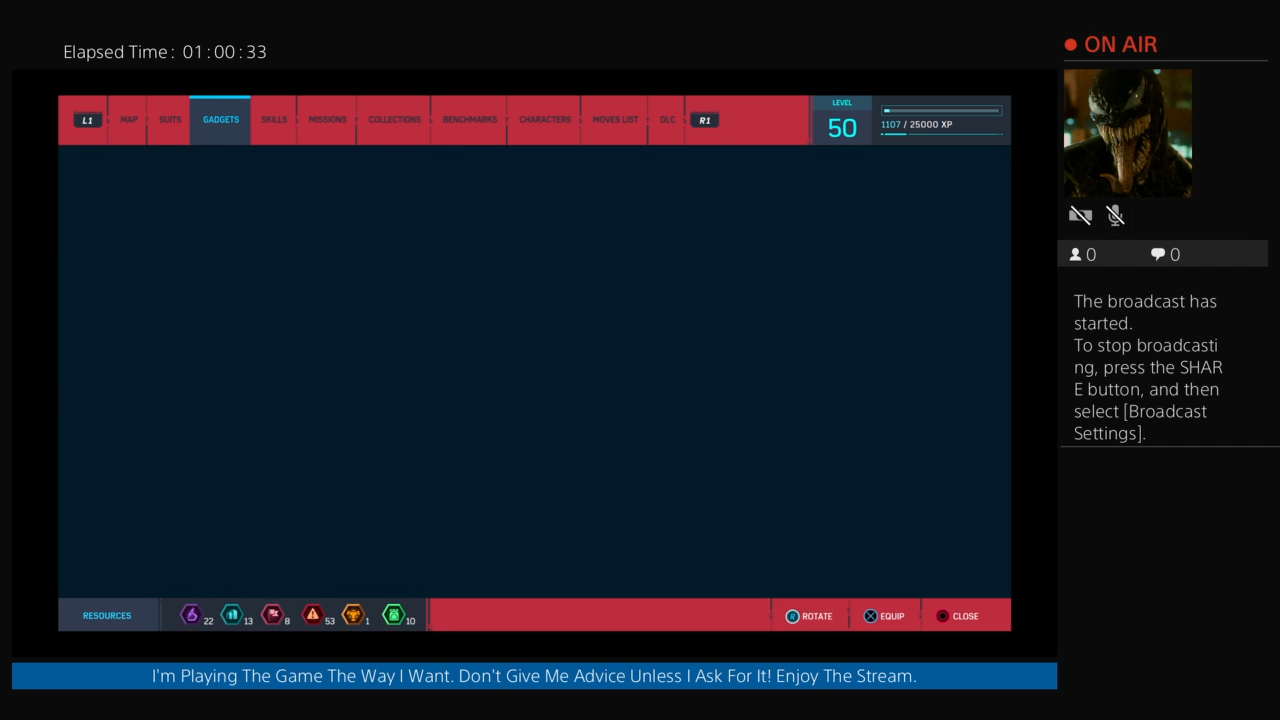 Elapsed Time: 01:00:33
ON AIR
L1 MAP SUITS GADGETS SKILLS MISSIONS COLLECTIONS BENCHMARKS CHARACTERS MOVES LIST DLC R1
LEVEL
50
1107 / 25000 XP
0 0
The broadcast has
started.
To stop broadcasti
ng, press the SHAR
E button, and then
select [Broadcast
Settings].
RESOURCES 22 13 8 53 1 10 R ROTATE EQUIP CLOSE
I'm Playing The Game The Way I Want. Don't Give Me Advice Unless I Ask For It! Enjoy The Stream.